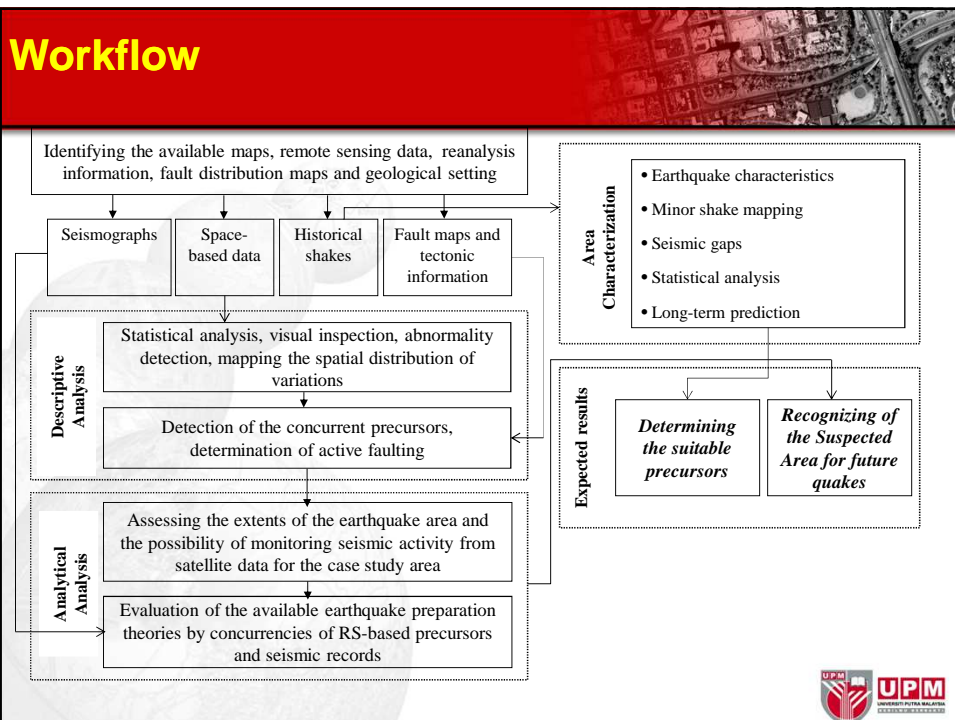 Workflow
Identifying the available maps, remote sensing data, reanalysis
information, fault distribution maps and geological setting
Seismographs
Space-
based data
Historical
shakes
Fault maps and
tectonic
information
Descriptive
Analysis
Statistical analysis, visual inspection, abnormality
detection, mapping the spatial distribution of
variations
Detection of the concurrent precursors,
determination of active faulting
Analytical
Analysis
Assessing the extents of the earthquake area and
the possibility of monitoring seismic activity from
satellite data for the case study area
Evaluation of the available earthquake preparation
theories by concurrencies of RS-based precursors
and seismic records
Area
Characterization
• Earthquake characteristics
• Minor shake mapping
• Seismic gaps
• Statistical analysis
• Long-term prediction
Expected results
Determining
the suitable
precursors
Recognizing of
the Suspected
Area for future
quakes
UPM
UPM
UNIVERSITI PUTRA MALAYSIA